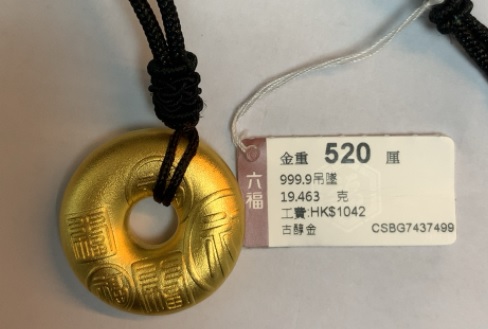 金重 520 厘
999.9吊墜
19.463 克
工費:HK$1042
古醇金 CSBG7437499
六福